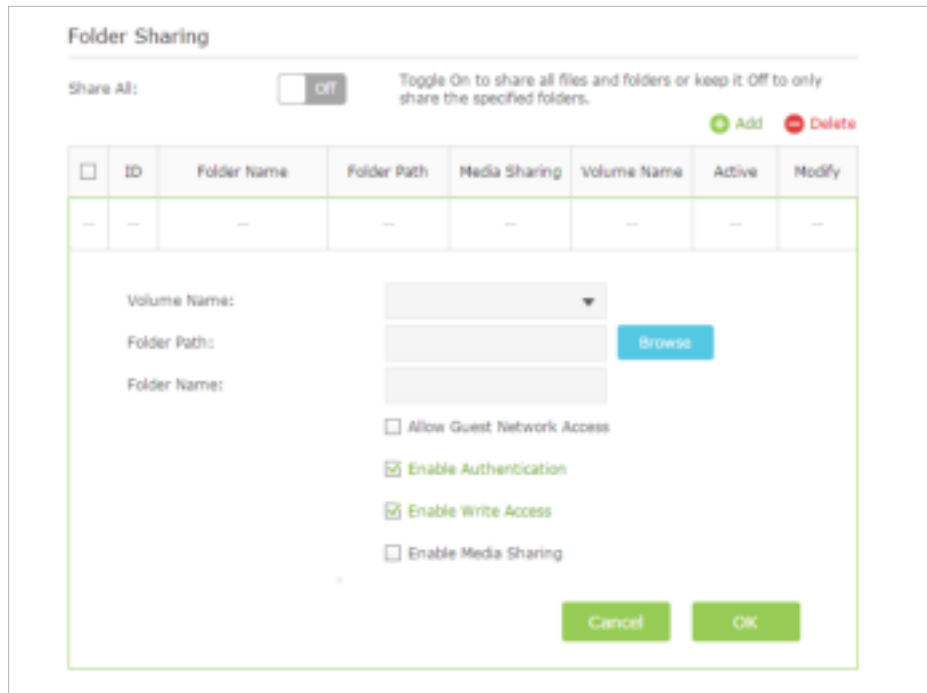 Folder Sharing
Share All:
Off
Toggle On to share all files and folders or keep it Off to only
share the specified folders.
Add Delete
ID Folder Name Folder Path Media Sharing Volume Name Active Modify
-- -- -- -- -- -- -- --
Volume Name:
Folder Path: Browse
Folder Name:
Allow Guest Network Access
Enable Authentication
Enable Write Access
Enable Media Sharing
Cancel OK